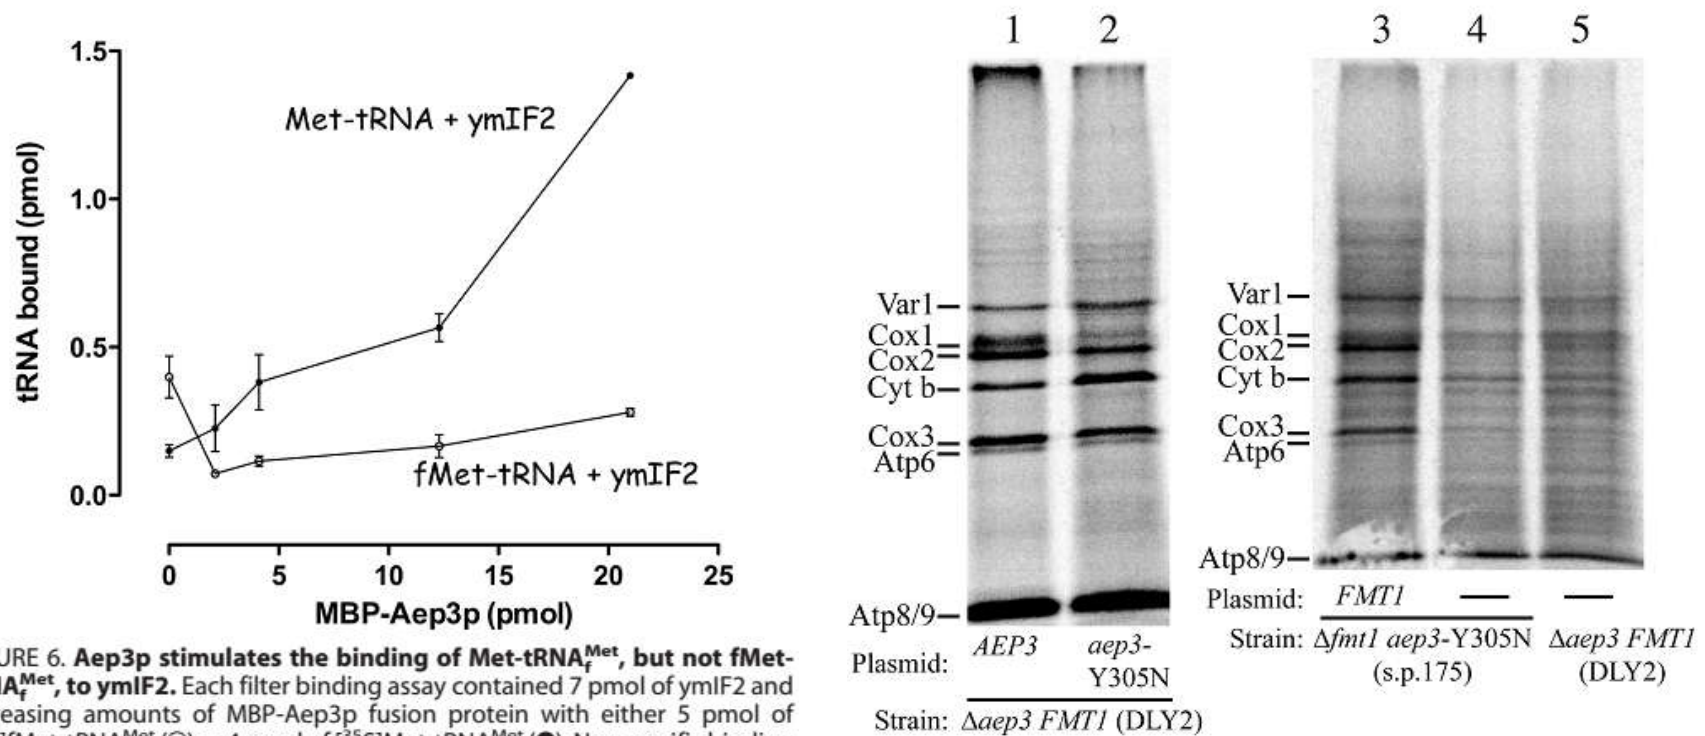 1.5
1.0
0.5
0.0
tRNA bound (pmol)
Met-tRNA + ymIF2
fMet-tRNA + ymIF2
0 5 10 15 20 25
MBP-Aep3p (pmol)
URE 6. Aep3p stimulates the binding of Met-tRNAfMet, but not fMet-
IAfMet, to ymIF2. Each filter binding assay contained 7 pmol of ymIF2 and
easing amounts of MBP-Aep3p fusion protein with either 5 pmol of
1 2
Var1
Cox1
Cox2
Cyt b
Cox3
Atp6
Atp8/9
Plasmid: AEP3 aep3-
Y305N
Strain: Δaep3 FMT1 (DLY2)
3 4 5
Var1
Cox1
Cox2
Cyt b
Cox3
Atp6
Atp8/9
Plasmid: FMT1 — —
Strain: Δfmt1 aep3-Y305N Δaep3 FMT1
(s.p.175) (DLY2)